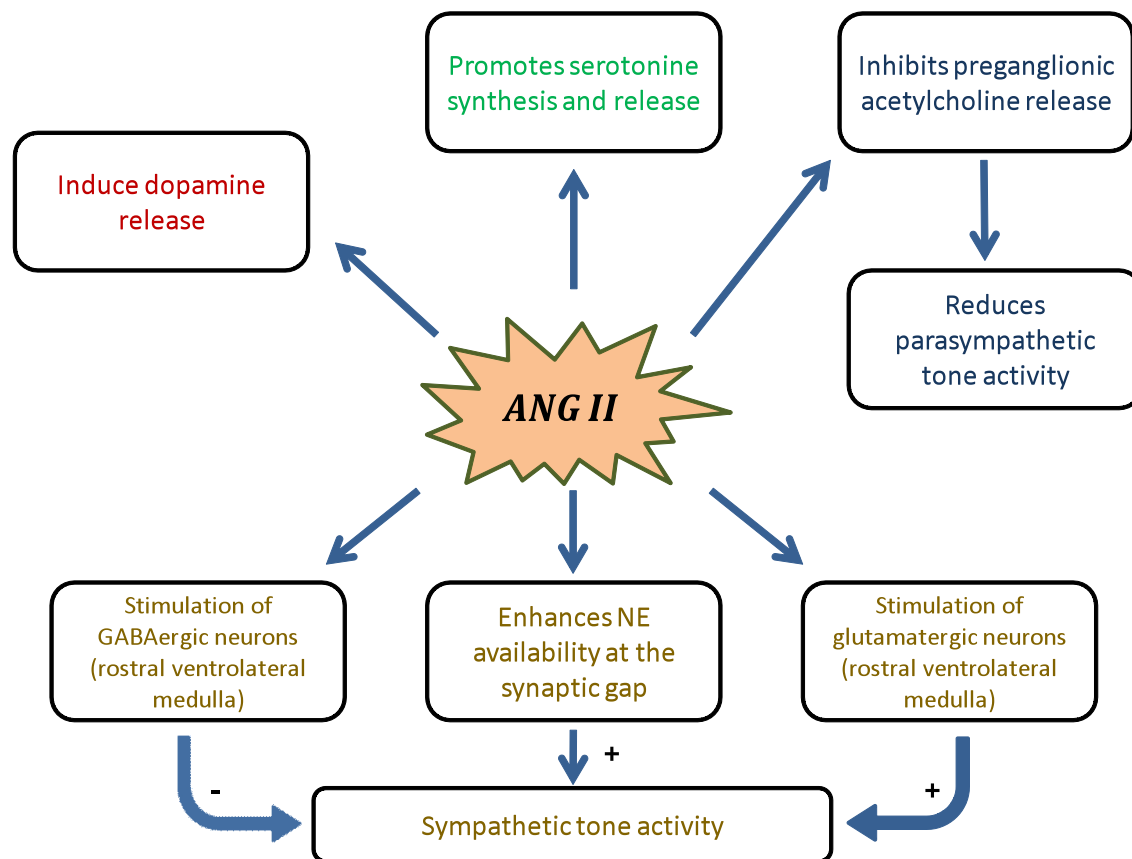 Promotes serotonine
synthesis and release
Inhibits preganglionic
acetylcholine release
Induce dopamine
release
Reduces
parasympathetic
tone activity
ANG II
Stimulation of
GABAergic neurons
(rostral ventrolateral
medulla)
Enhances NE
availability at the
synaptic gap
Stimulation of
glutamatergic neurons
(rostral ventrolateral
medulla)
-
+
+
Sympathetic tone activity